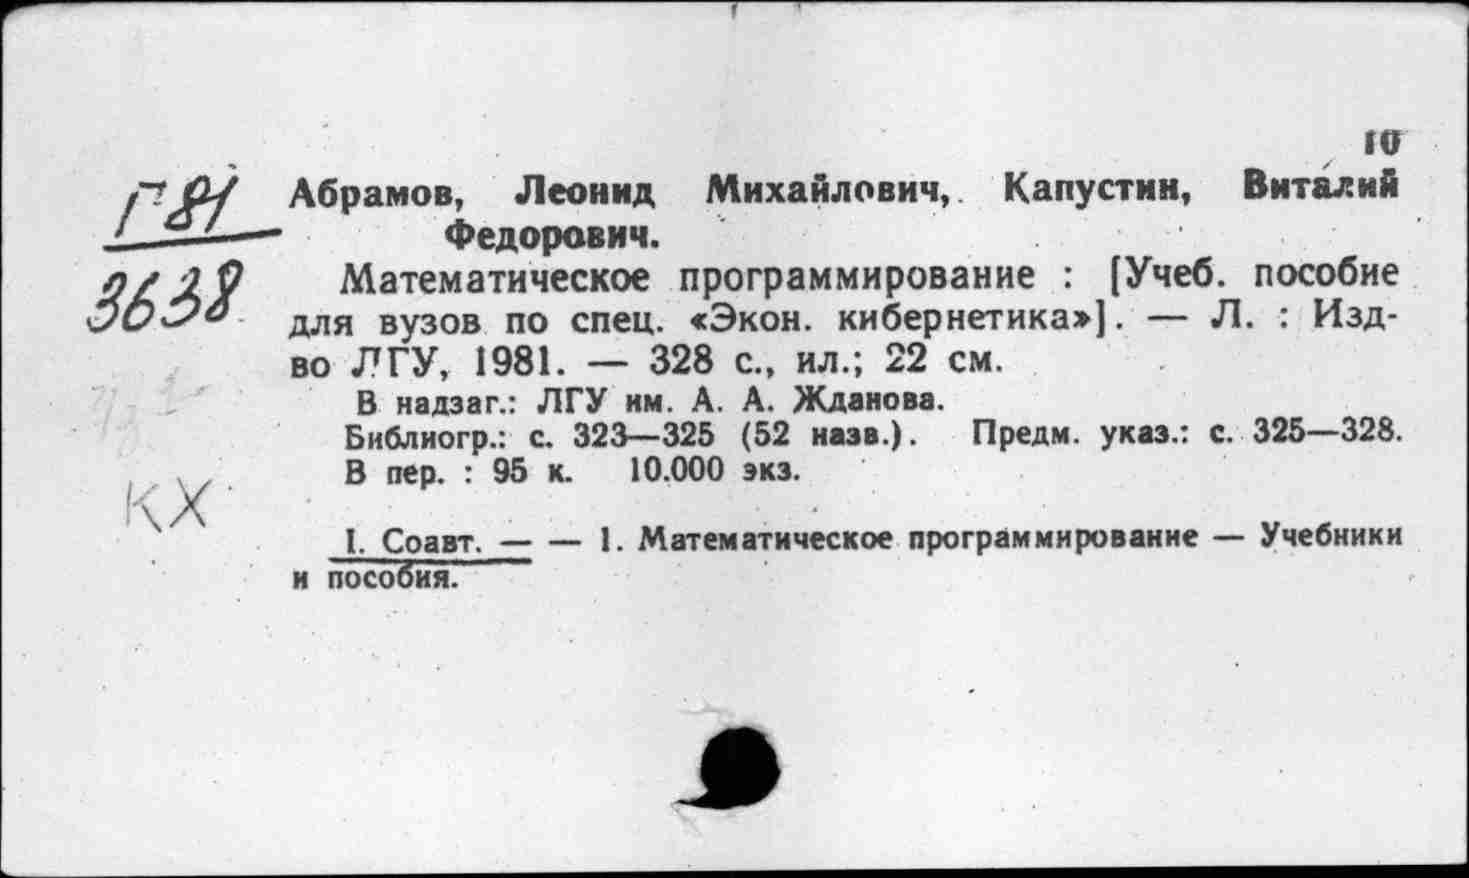 10
Г81
3638
КХ
Абрамов, Леонид Михайлович, Капустин, Виталий
Федорович.
Математическое программирование : [Учеб. пособие
для вузов по спец. «Экон. кибернетика»]. — Л. : Изд-
во ЛГУ, 1981. — 328 с., ил.; 22 см.
В надзаг.: ЛГУ им. А. А. Жданова.
Библиогр.: с. 323—325 (52 назв.). Предм. указ.: с. 325—328.
В пер. : 95 к. 10.000 экз.
I. Соавт. — — 1. Математическое программирование — Учебники
и пособия.